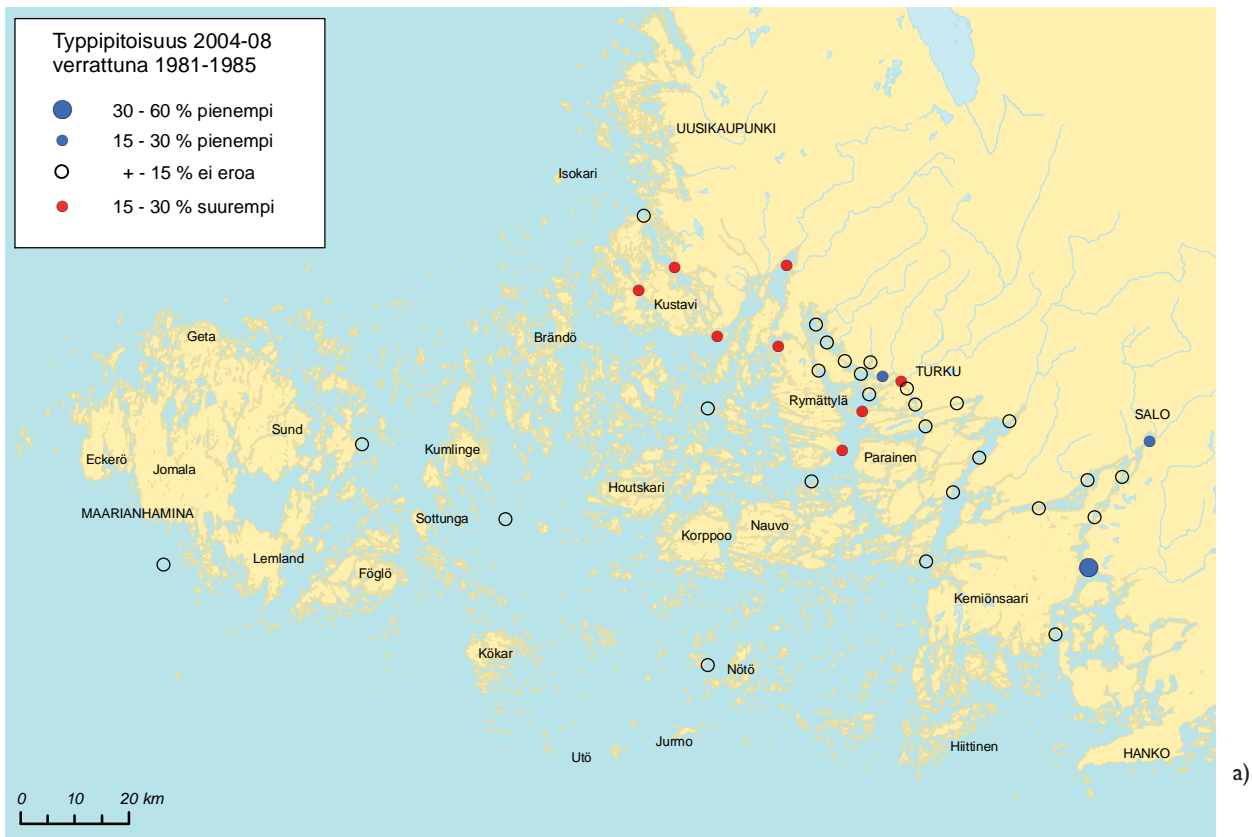 Typpipitoisuus 2004-08
verrattuna 1981-1985
30 - 60 % pienempi
15 - 30 % pienempi
+ - 15 % ei eroa
15 - 30 % suurempi
UUSIKAUPUNKI
Isokari
Kustavi
Geta
Brändö
TURKU
Rymättylä
SALO
Sund
Kumlinge
Eckerö
Jomala
Parainen
Houtskari
MAARIANHAMINA
Sottunga
Nauvo
Korppoo
Lemland
Föglö
Kemiönsaari
Kökar
Nötö
Jurmo
Hiittinen
Utö
HANKO
a)
0 10 20 km